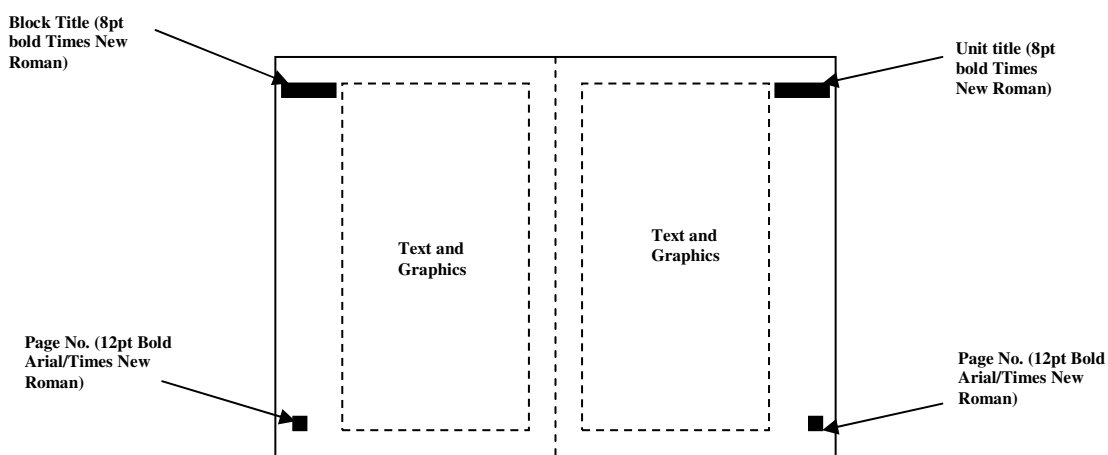 Block Title (8pt
bold Times New
Roman)
Unit title (8pt
bold Times
New Roman)
Text and
Graphics
Text and
Graphics
Page No. (12pt Bold
Arial/Times New
Roman)
Page No. (12pt Bold
Arial/Times New
Roman)